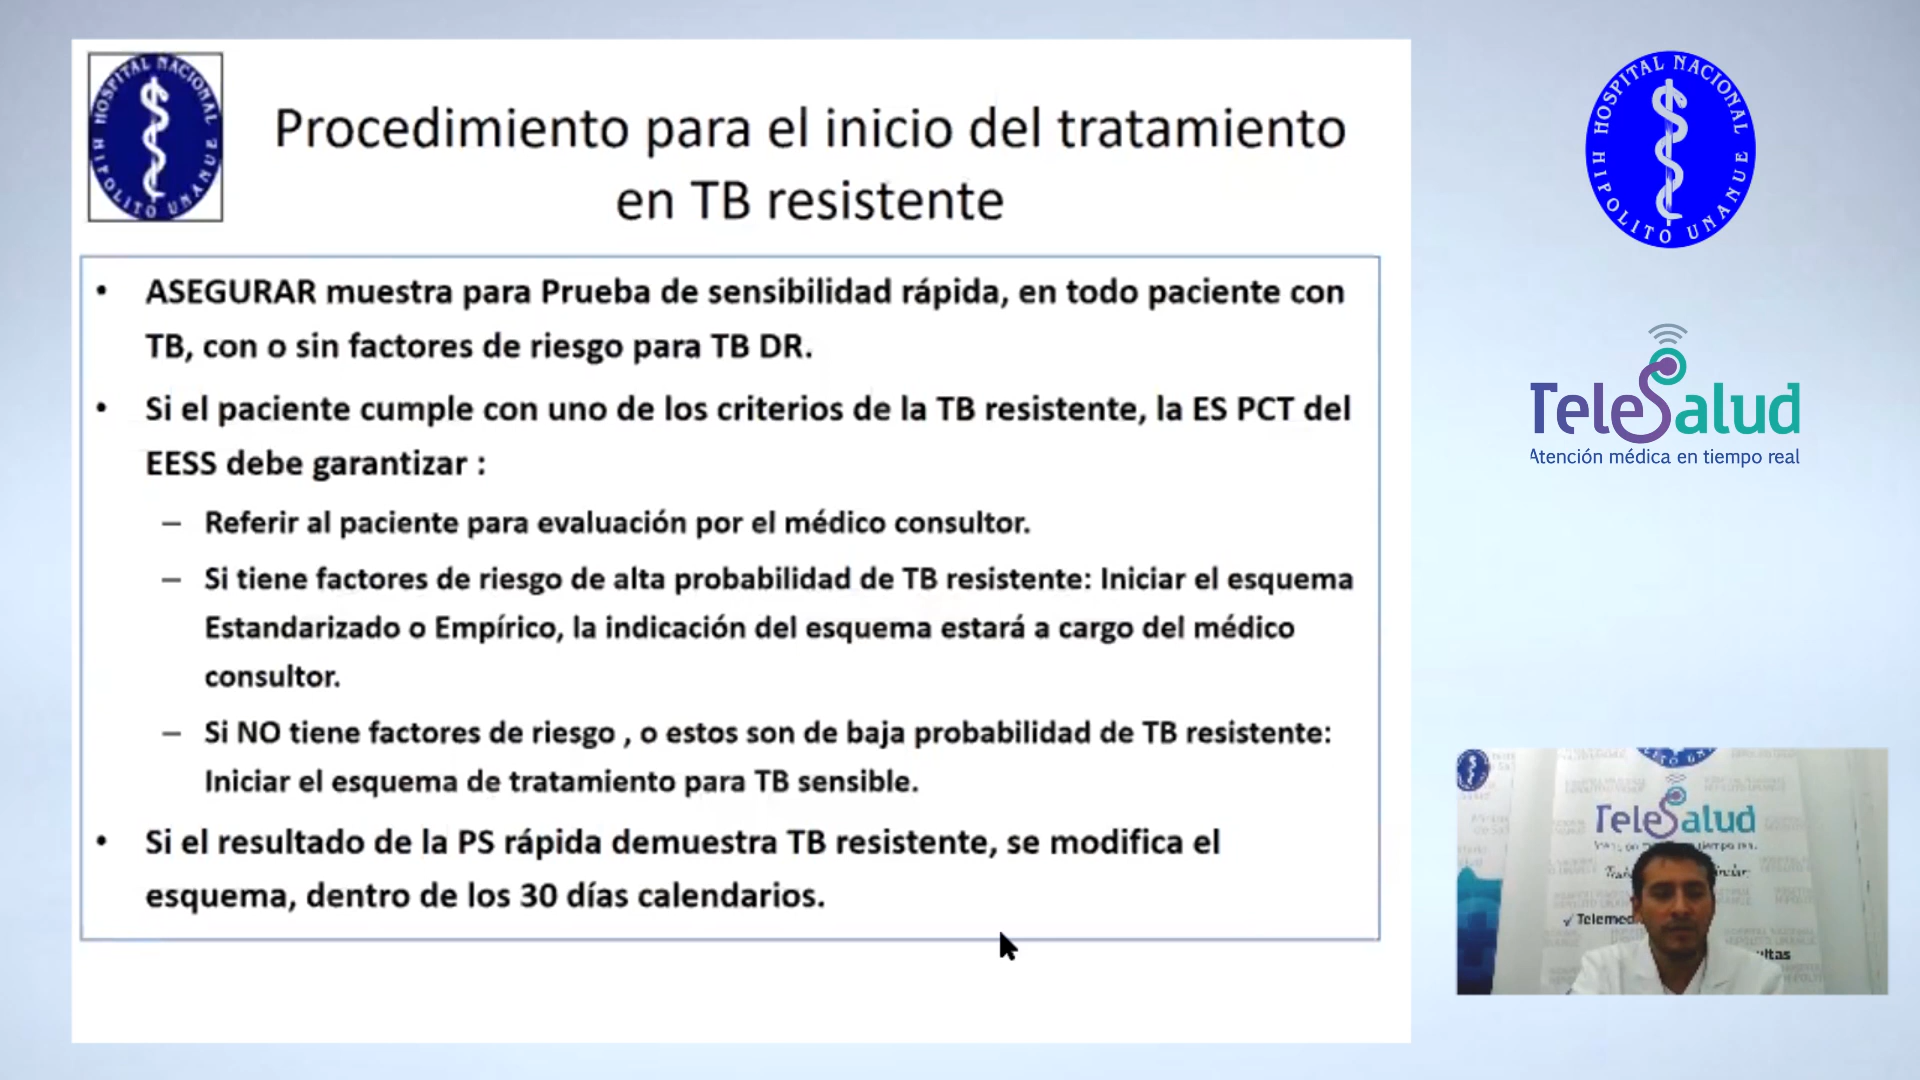 HOSPITAL NACIONAL
HIPOLITO UNANUE
Procedimiento para el inicio del tratamiento
en TB resistente
• ASEGURAR muestra para Prueba de sensibilidad rápida, en todo paciente con
TB, con o sin factores de riesgo para TB DR.
• Si el paciente cumple con uno de los criterios de la TB resistente, la ES PCT del
EESS debe garantizar :
– Referir al paciente para evaluación por el médico consultor.
– Si tiene factores de riesgo de alta probabilidad de TB resistente: Iniciar el esquema
Estandarizado o Empírico, la indicación del esquema estará a cargo del médico
consultor.
– Si NO tiene factores de riesgo , o estos son de baja probabilidad de TB resistente:
Iniciar el esquema de tratamiento para TB sensible.
• Si el resultado de la PS rápida demuestra TB resistente, se modifica el
esquema, dentro de los 30 días calendarios.
HOSPITAL NACIONAL
HIPOLITO UNANUE
TeleSalud
Atención médica en tiempo real
TeleSalud
✓ Telemed
ltas